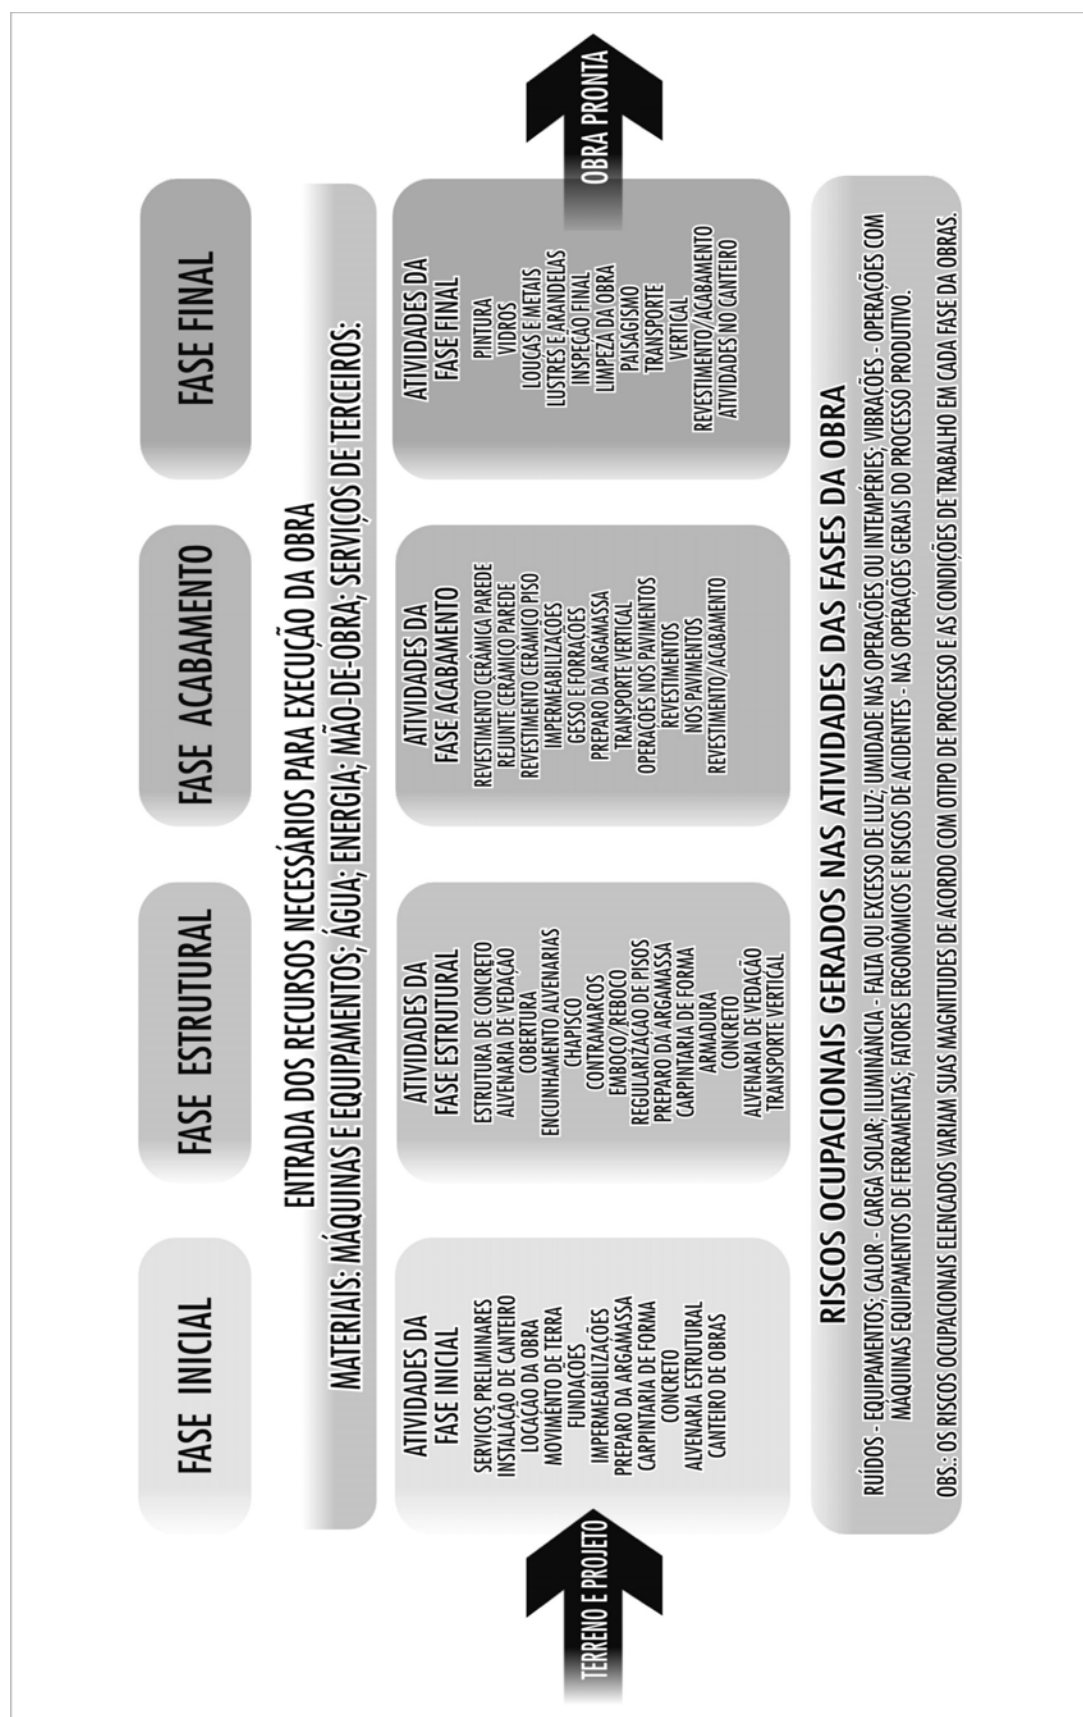 FASE INICIAL
FASE ESTRUTURAL
FASE ACABAMENTO
FASE FINAL
ENTRADA DOS RECURSOS NECESSÁRIOS PARA EXECUÇÃO DA OBRA
MATERIAIS: MÁQUINAS E EQUIPAMENTOS; ÁGUA; ENERGIA; MÃO-DE-OBRA; SERVIÇOS DE TERCEIROS:
TERRENO E PROJETO
ATIVIDADES DA
FASE INICIAL
SERVIÇOS PRELIMINARES
INSTALAÇÃO DE CANTEIRO
LOCAÇÃO DA OBRA
MOVIMENTO DE TERRA
FUNDAÇÕES
IMPERMEABILIZAÇÕES
PREPARO DA ARGAMASSA
CARPINTARIA DE FORMA
CONCRETO
ALVENARIA ESTRUTURAL
CANTEIRO DE OBRAS
ATIVIDADES DA
FASE ESTRUTURAL
ESTRUTURA DE CONCRETO
ALVENARIA DE VEDAÇAO
COBERTURA
ENCUNHAMENTO ALVENARIAS
CHAPISCO
CONTRAMARCOS
EMBOCO/REBOCO
REGULARIZAÇAO DE PISOS
PREPARO DA ARGAMASSA
CARPINTARIA DE FORMA
ARMADURA
CONCRETO
ALVENARIA DE VEDAÇÃO
TRANSPORTE VERTICAL
ATIVIDADES DA
FASE ACABAMENTO
REVESTIMENTO CERÂMICA PAREDE
REJUNTE CERÂMICO PAREDE
REVESTIMENTO CERAMICO PISO
IMPERMEABILIZAÇÕES
GESSO E FORRAÇÕES
PREPARO DA ARGAMASSA
TRANSPORTE VERTICAL
OPERAÇÕES NOS PAVIMENTOS
REVESTIMENTOS
NOS PAVIMENTOS
REVESTIMENTO/ACABAMENTO
ATIVIDADES DA
FASE FINAL
PINTURA
VIDROS
LOUÇAS E METAIS
LUSTRES E ARANDELAS
INSPEÇÃO FINAL
LIMPEZA DA OBRA
PAISAGISMO
TRANSPORTE
VERTICAL
REVESTIMENTO/ACABAMENTO
ATIVIDADES NO CANTEIRO
OBRA PRONTA
RISCOS OCUPACIONAIS GERADOS NAS ATIVIDADES DAS FASES DA OBRA
RUÍDOS - EQUIPAMENTOS; CALOR - CARGA SOLAR; ILUMINÂNCIA - FALTA OU EXCESSO DE LUZ; UMIDADE NAS OPERAÇÕES OU INTEMPÉRIES; VIBRAÇÕES - OPERAÇÕES COM
MÁQUINAS EQUIPAMENTOS DE FERRAMENTAS; FATORES ERGONÔMICOS E RISCOS DE ACIDENTES - NAS OPERAÇÕES GERAIS DO PROCESSO PRODUTIVO.
OBS.: OS RISCOS OCUPACIONAIS ELENCADOS VARIAM SUAS MAGNITUDES DE ACORDO COM OTIPO DE PROCESSO E AS CONDIÇÕES DE TRABALHO EM CADA FASE DA OBRAS.